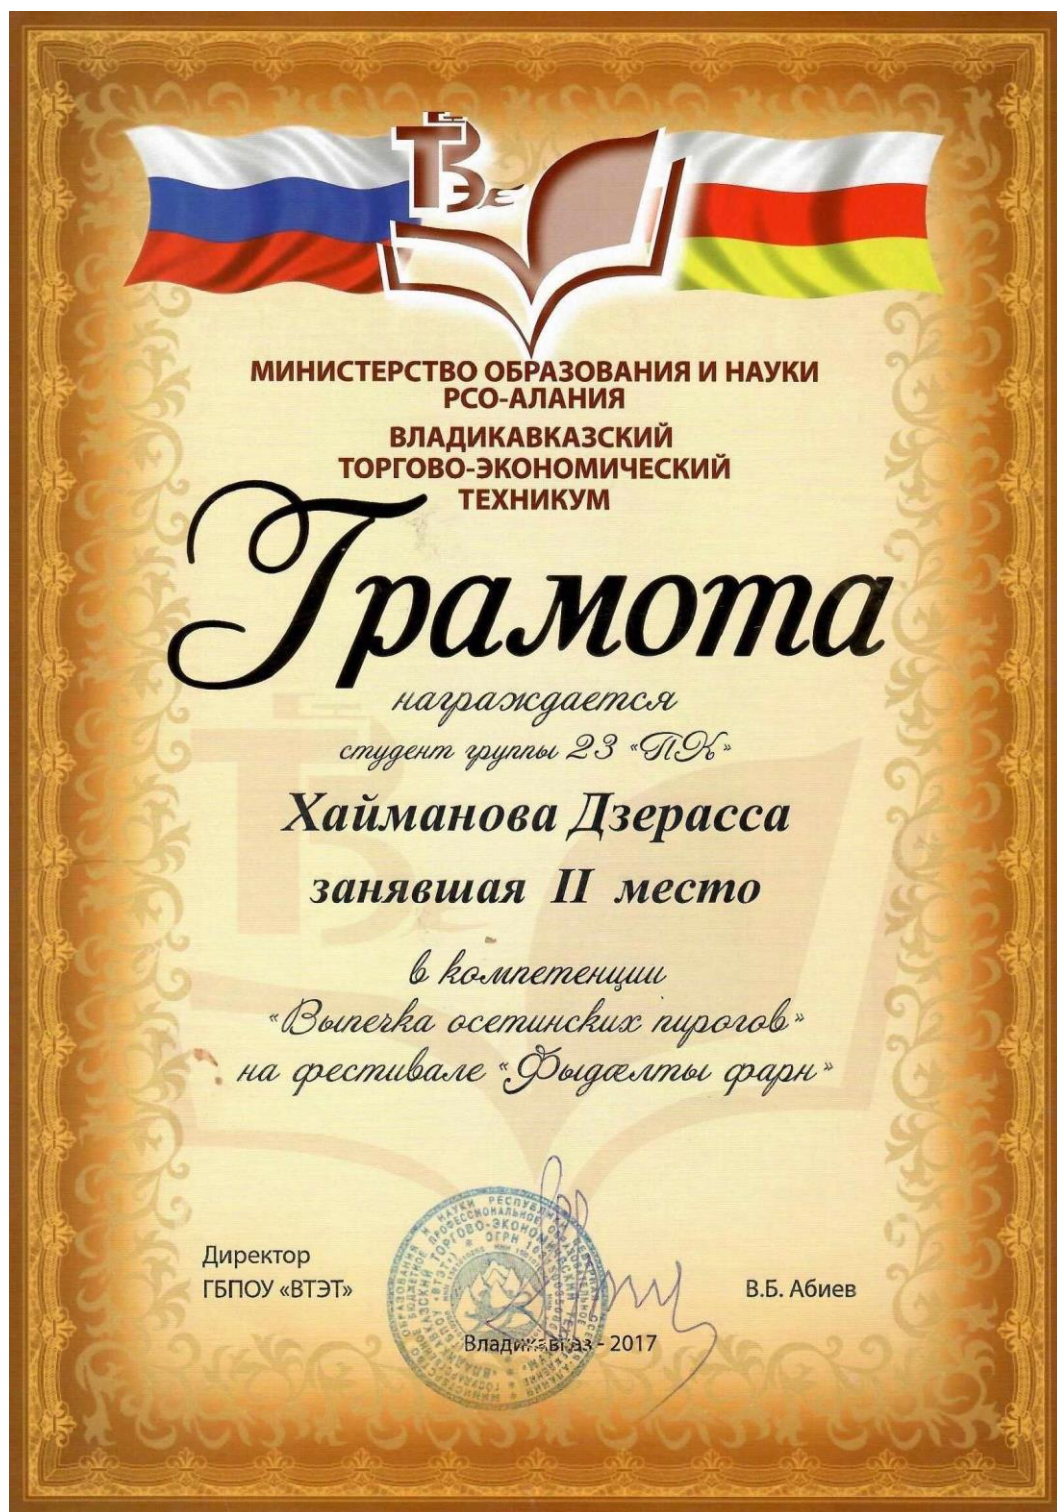 МИНИСТЕРСТВО ОБРАЗОВАНИЯ И НАУКИ
РСО-АЛАНИЯ
ВЛАДИКАВКАЗСКИЙ
ТОРГОВО-ЭКОНОМИЧЕСКИЙ
ТЕХНИКУМ
Грамота
награждается
студент группы 23 «ПК»
Хайманова Дзерасса
занявшая II место
в компетенции
«Выпечка осетинских пирогов»
на фестивале «Фыдæлты фарн»
Директор
ГБПОУ «ВТЭТ»
В.Б. Абиев
Владикавказ - 2017